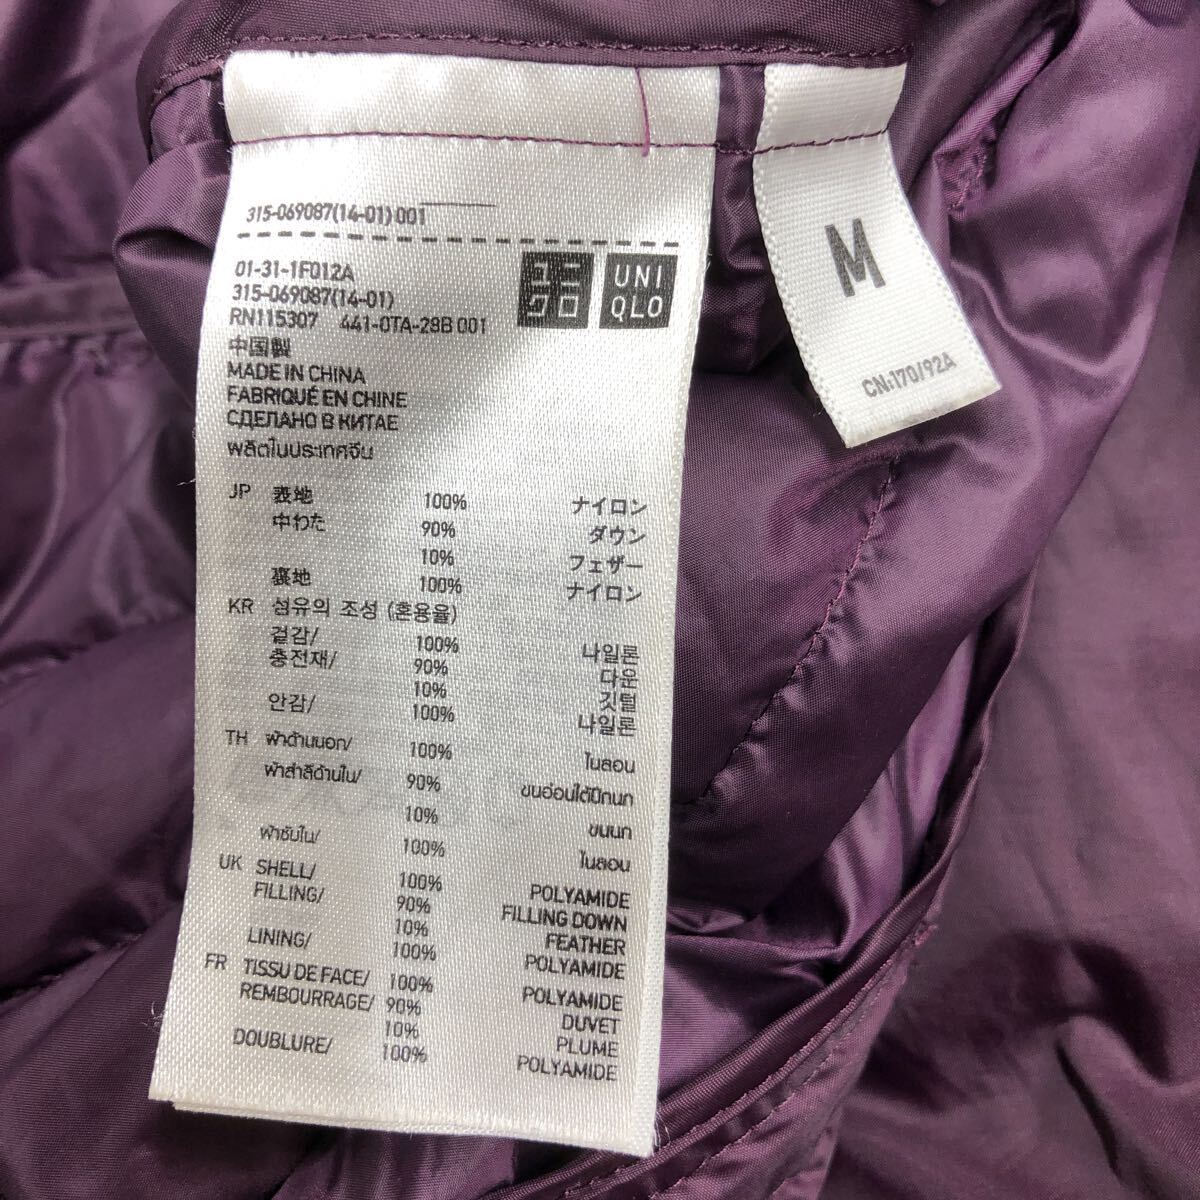 315-069087(14-01) 001
01-31-1F012A
315-069087(14-01)
RN115307 441-0TA-28B 001
ユニ
クロ
UNI
QLO
中国製
MADE IN CHINA
FABRIQUÉ EN CHINE
СДЕЛАНО В КИТАЕ
ผลิตในประเทศจีน
JP 表地 100% ナイロン
中わた 90% ダウン
10% フェザー
裏地 100% ナイロン
KR 섬유의 조성 (혼용율)
겉감/ 100% 나일론
충전재/ 90% 다운
10% 깃털
안감/ 100% 나일론
TH ผ้าด้านนอก/ 100% ไนลอน
ผ้าสำลีด้านใน/ 90% ขนอ่อนใต้ปีกนก
10% ขนนก
ผ้าซับใน/ 100% ไนลอน
UK SHELL/ 100% POLYAMIDE
FILLING/ 90% FILLING DOWN
10% FEATHER
LINING/ 100% POLYAMIDE
FR TISSU DE FACE/ 100% POLYAMIDE
REMBOURRAGE/ 90% DUVET
10% PLUME
DOUBLURE/ 100% POLYAMIDE
M
CN:170/92A